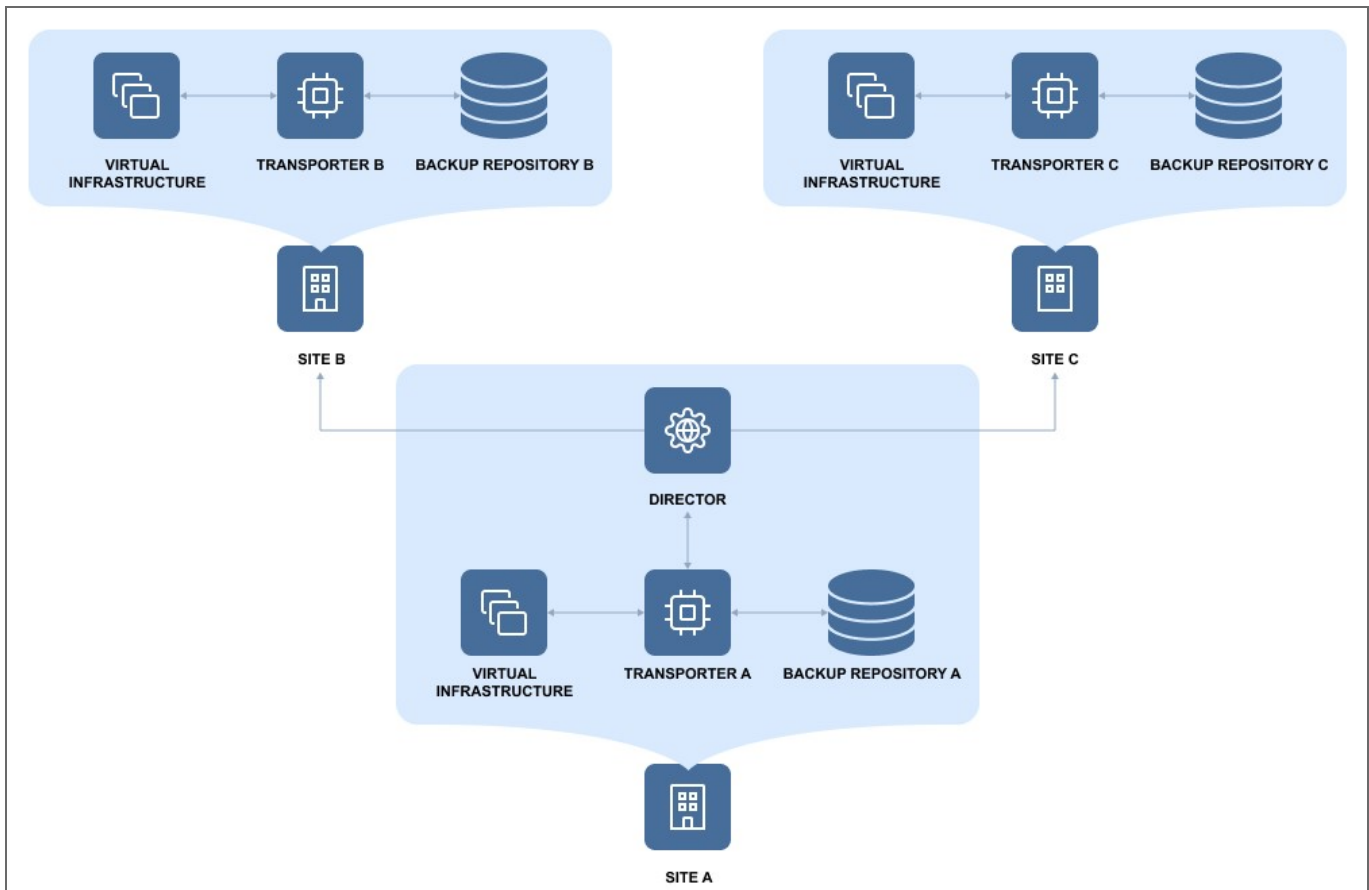 VIRTUAL
INFRASTRUCTURE
TRANSPORTER B
BACKUP REPOSITORY B
VIRTUAL
INFRASTRUCTURE
TRANSPORTER C
BACKUP REPOSITORY C
SITE B
SITE C
DIRECTOR
VIRTUAL
INFRASTRUCTURE
TRANSPORTER A
BACKUP REPOSITORY A
SITE A